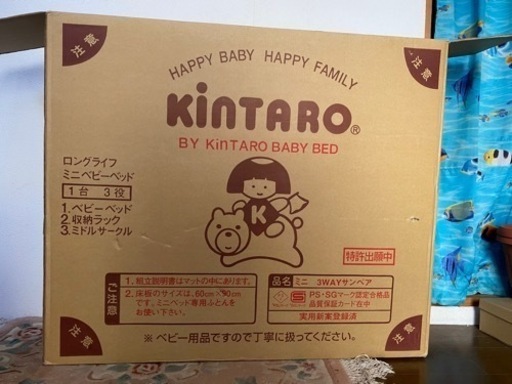 注意
注意
HAPPY BABY HAPPY FAMILY
KinTARO®
BY KinTARO BABY BED
ロングライフ
ミニベビーベッド
1台 3役
1.ベビーベッド
2.収納ラック
3.ミドルサークル
K
特許出願中
ご注意
1.組立説明書はマットの中にあります。
2.床板のサイズは、60cm×90cm
です。ミニベッド専用ふとんを
お使い下さい。
品名 ミニ 3WAYサンベア
PS・SGマーク認定合格品
品質保証カード在中
実用新案登録済
※ベビー用品ですので丁寧に扱ってください。
注意
注意